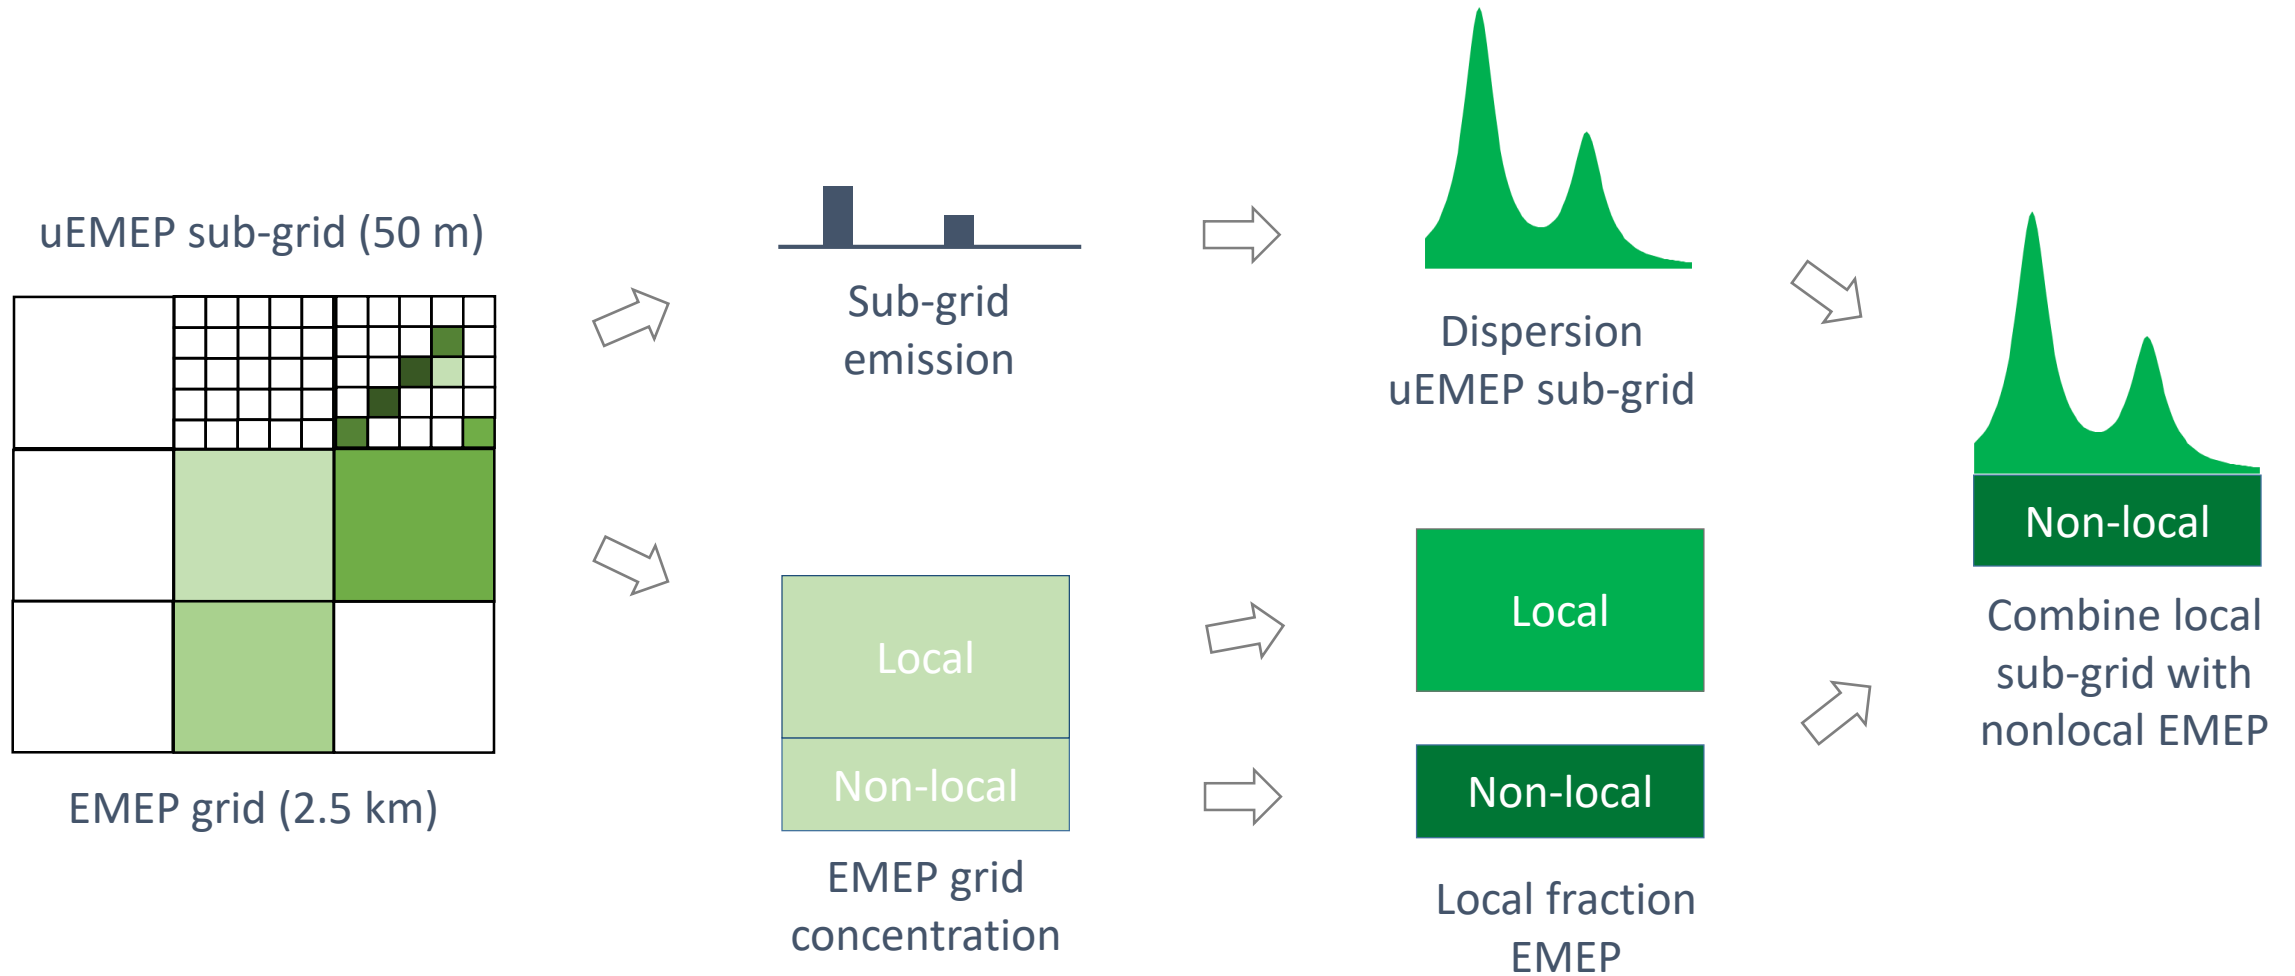 uEMEP sub-grid (50 m)
EMEP grid (2.5 km)
Sub-grid
emission
Dispersion
uEMEP sub-grid
Local
Non-local
EMEP grid
concentration
Local
Non-local
Local fraction
EMEP
Non-local
Combine local
sub-grid with
nonlocal EMEP